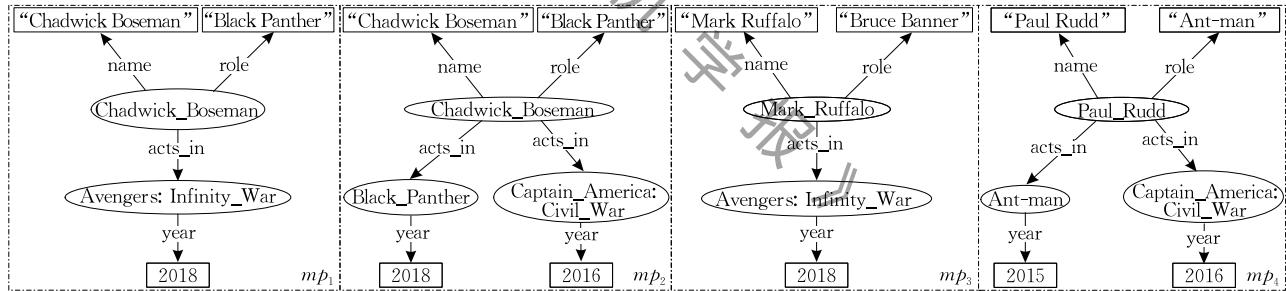 “Chadwick Boseman” “Black Panther” “Chadwick Boseman” “Black Panther” “Mark Ruffalo” “Bruce Banner” “Paul Rudd” “Ant-man”
name role name role name role name role
Chadwick_Boseman Chadwick_Boseman Mark_Ruffalo Paul_Rudd
acts_in acts_in acts_in acts_in acts_in acts_in
Avengers: Infinity_War Black_Panther Captain_America: Civil_War Avengers: Infinity_War Ant-man Captain_America: Civil_War
year year year year year year
2018 mp1 2018 2016 mp2 2018 mp3 2015 2016 mp4
学
报
》